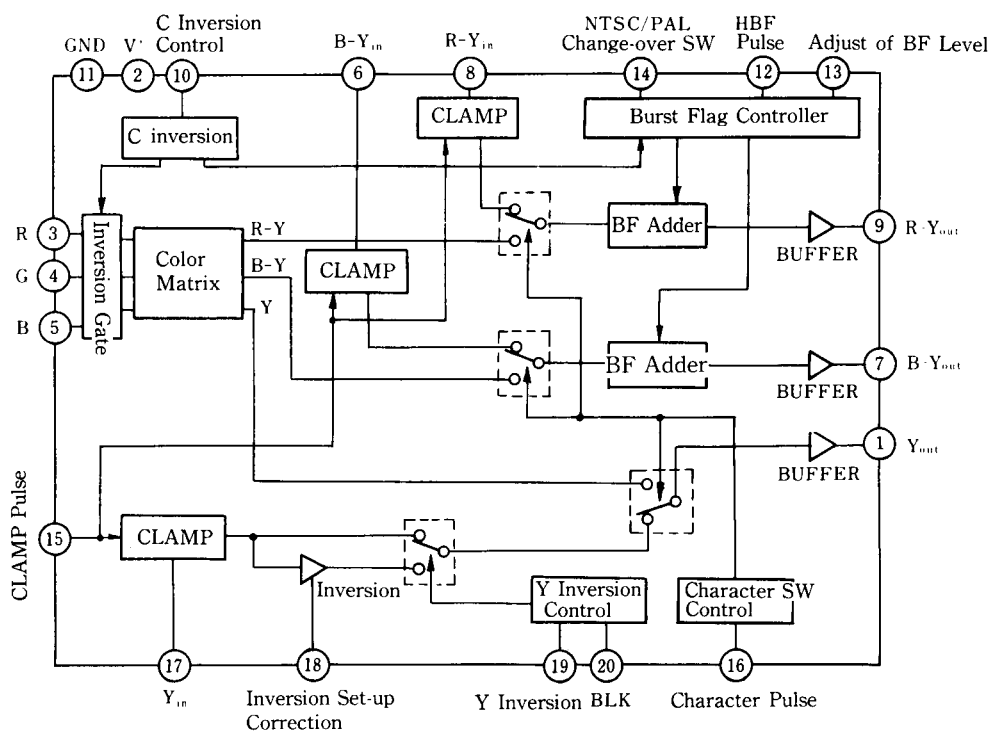 C Inversion
Control
GND
V+
B-Yin
R-Yin
NTSC/PAL
Change-over SW
HBF
Pulse
Adjust of BF Level
11
2
10
6
8
14
12
13
CLAMP
Burst Flag Controller
C inversion
R
3
G
4
B
5
Inversion Gate
Color
Matrix
R-Y
B-Y
Y
CLAMP
BF Adder
BUFFER
9
R-Yout
BF Adder
BUFFER
7
B-Yout
BUFFER
1
Yout
CLAMP Pulse
15
CLAMP
Inversion
Y Inversion
Control
Character SW
Control
17
18
19
20
16
Yin
Inversion Set-up
Correction
Y Inversion
BLK
Character Pulse